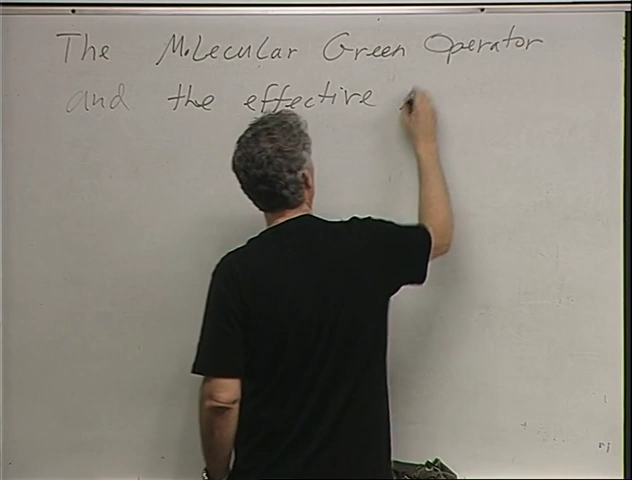 The Molecular Green Operator
and the effective